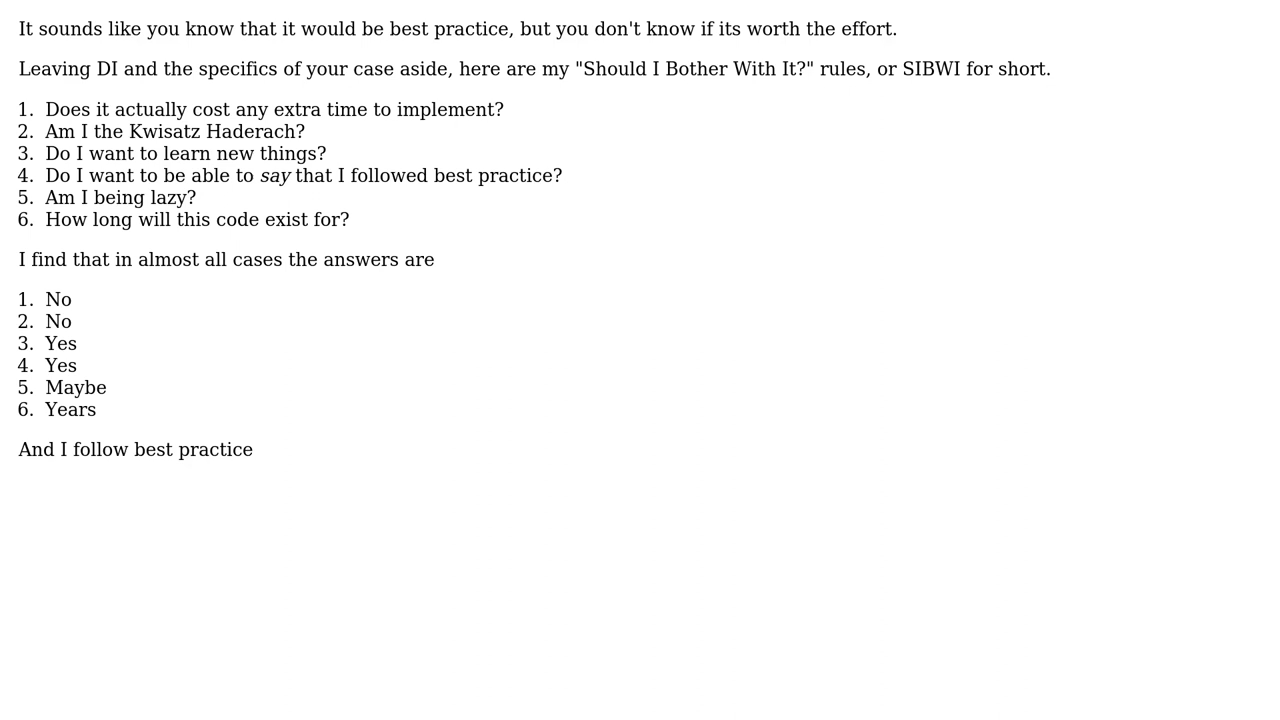 It sounds like you know that it would be best practice, but you don't know if its worth the effort.
Leaving DI and the specifics of your case aside, here are my "Should I Bother With It?" rules, or SIBWI for short.
1. Does it actually cost any extra time to implement?
2. Am I the Kwisatz Haderach?
3. Do I want to learn new things?
4. Do I want to be able to say that I followed best practice?
5. Am I being lazy?
6. How long will this code exist for?
I find that in almost all cases the answers are
1. No
2. No
3. Yes
4. Yes
5. Maybe
6. Years
And I follow best practice